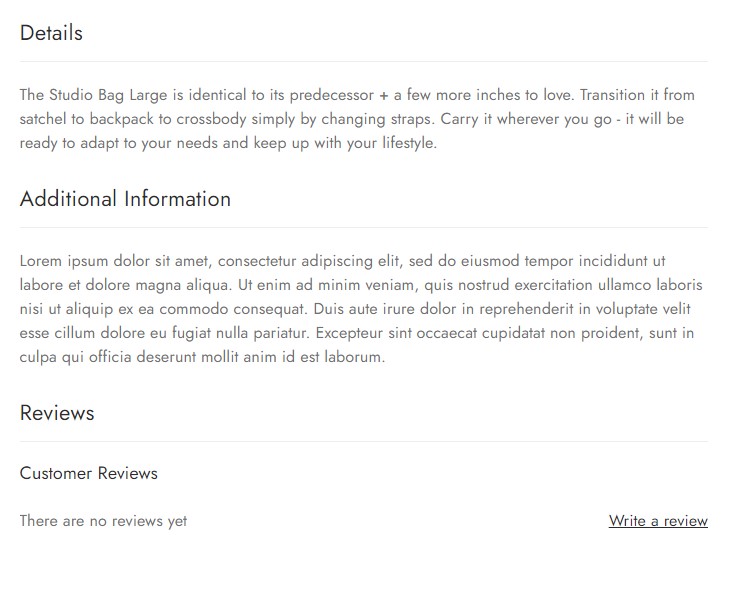 Details
The Studio Bag Large is identical to its predecessor + a few more inches to love. Transition it from
satchel to backpack to crossbody simply by changing straps. Carry it wherever you go - it will be
ready to adapt to your needs and keep up with your lifestyle.
Additional Information
Lorem ipsum dolor sit amet, consectetur adipiscing elit, sed do eiusmod tempor incididunt ut
labore et dolore magna aliqua. Ut enim ad minim veniam, quis nostrud exercitation ullamco laboris
nisi ut aliquip ex ea commodo consequat. Duis aute irure dolor in reprehenderit in voluptate velit
esse cillum dolore eu fugiat nulla pariatur. Excepteur sint occaecat cupidatat non proident, sunt in
culpa qui officia deserunt mollit anim id est laborum.
Reviews
Customer Reviews
There are no reviews yet
Write a review